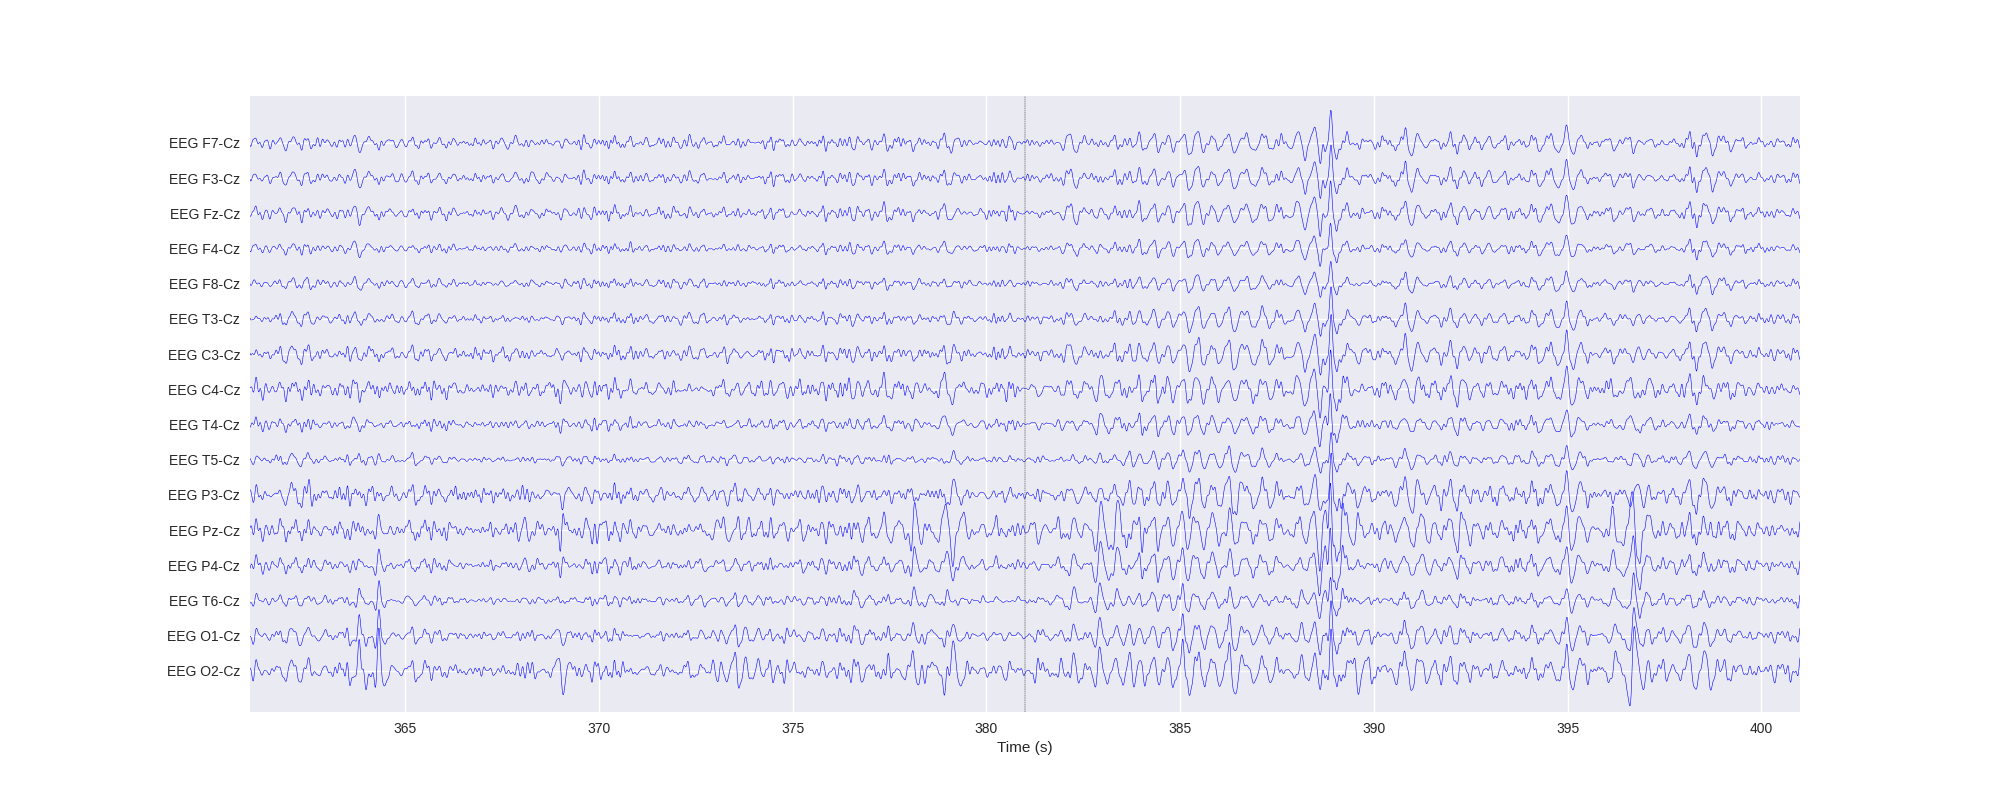 EEG F7-Cz
EEG F3-Cz
EEG Fz-Cz
EEG F4-Cz
EEG F8-Cz
EEG T3-Cz
EEG C3-Cz
EEG C4-Cz
EEG T4-Cz
EEG T5-Cz
EEG P3-Cz
EEG Pz-Cz
EEG P4-Cz
EEG T6-Cz
EEG O1-Cz
EEG O2-Cz
365 370 375 380 385 390 395 400
Time (s)